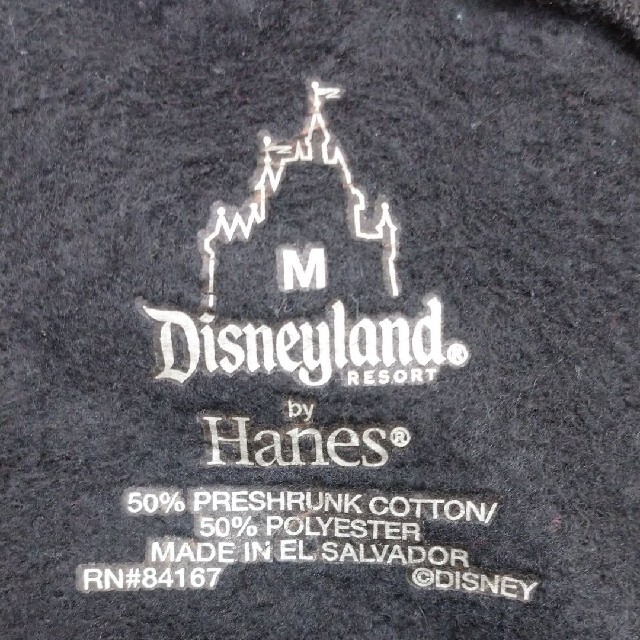 M
Disneyland®
RESORT
by
Hanes®
50% PRESHRUNK COTTON/
50% POLYESTER
MADE IN EL SALVADOR
RN#84167 ©DISNEY